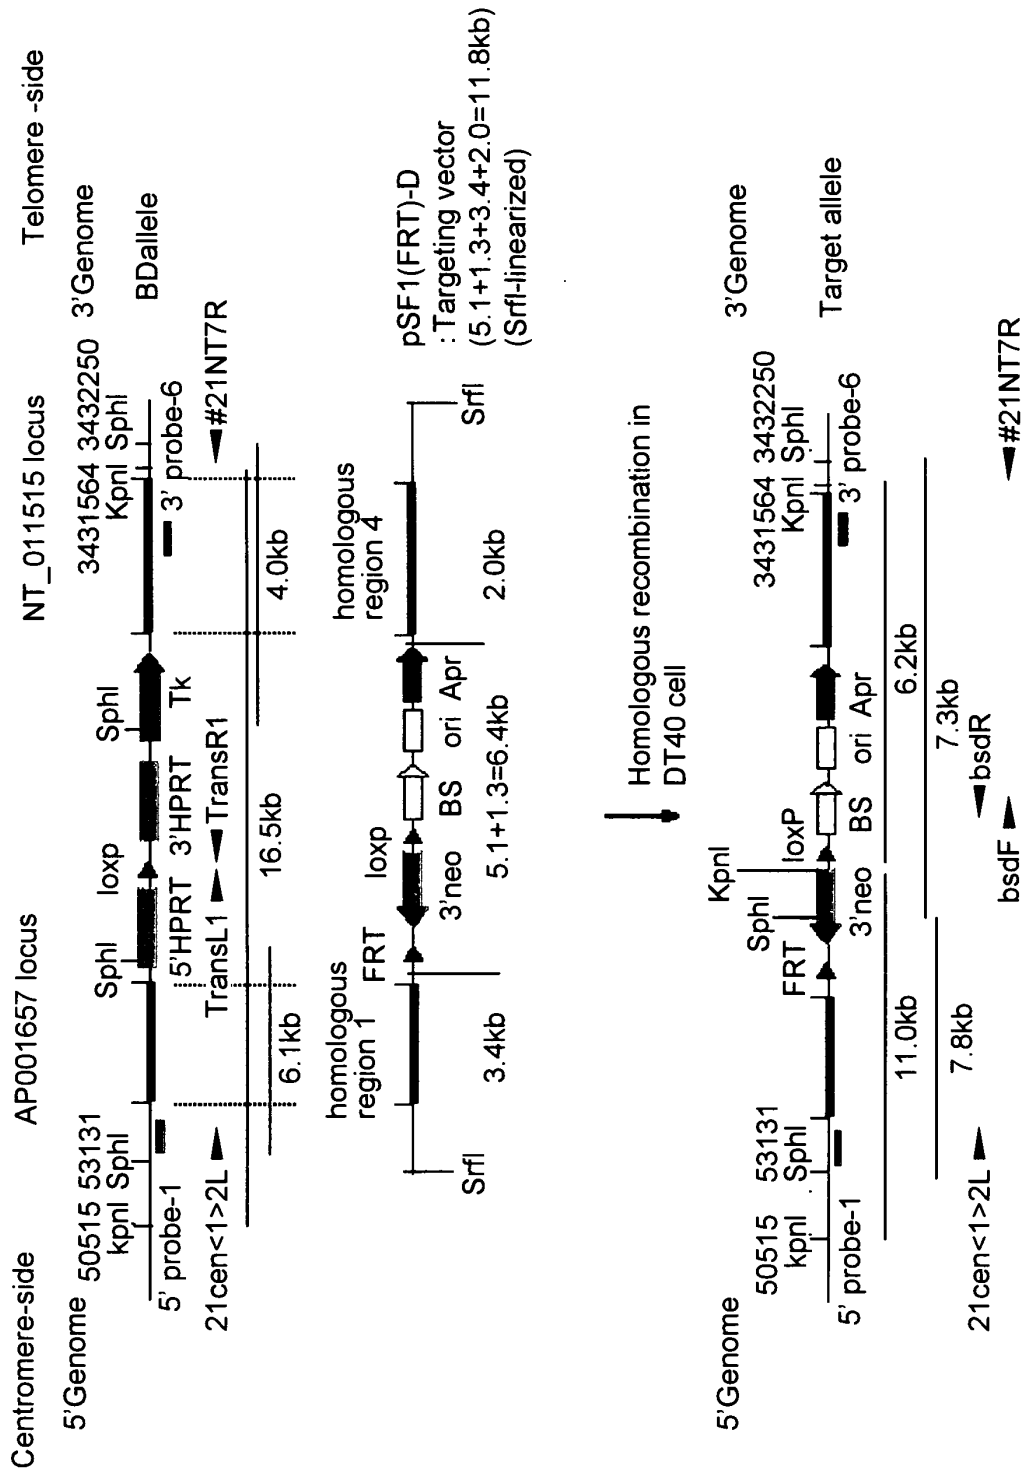 Centromere-side AP001657 locus NT_011515 locus Telomere -side
5'Genome 50515 53131 3431564 3432250 3'Genome
kpnI SphI SphI loxp SphI KpnI SphI BDallele
5' probe-1 5'HPRT 3'HPRT Tk 3' probe-6
21cen<1>2L TransL1 TransR1 #21NT7R
6.1kb 16.5kb 4.0kb
homologous region 1
FRT loxp
homologous region 4
pSF1(FRT)-D
: Targeting vector
(5.1+1.3+3.4+2.0=11.8kb)
(SrfI-linearized)
SrfI 3'neo BS ori Apr SrfI
3.4kb 5.1+1.3=6.4kb 2.0kb
Homologous recombination in
DT40 cell
5'Genome 3'Genome
50515 53131 KpnI 3431564 3432250
kpnI SphI FRT SphI loxP KpnI SphI Target allele
5' probe-1 3'neo BS ori Apr 3' probe-6
11.0kb 6.2kb
7.8kb 7.3kb
21cen<1>2L bsdR
bsdF #21NT7R